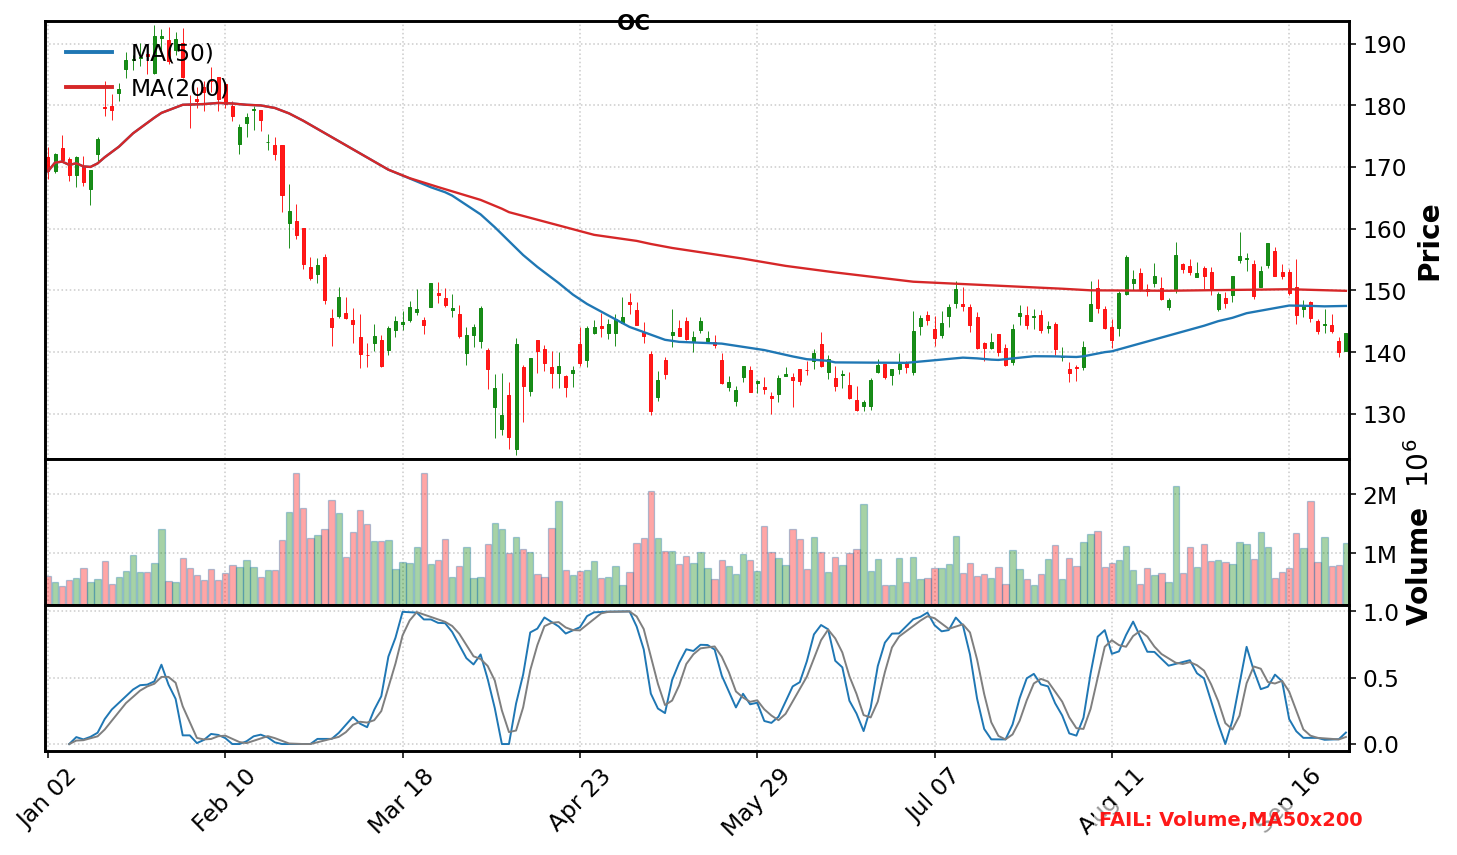 OC
MA(50)
MA(200)
190
180
170
160
150
140
130
Price
2M
1M
Volume 10^6
1.0
0.5
0.0
Jan 02
Feb 10
Mar 18
Apr 23
May 29
Jul 07
Aug 11
Sep 16
FAIL: Volume,MA50x200